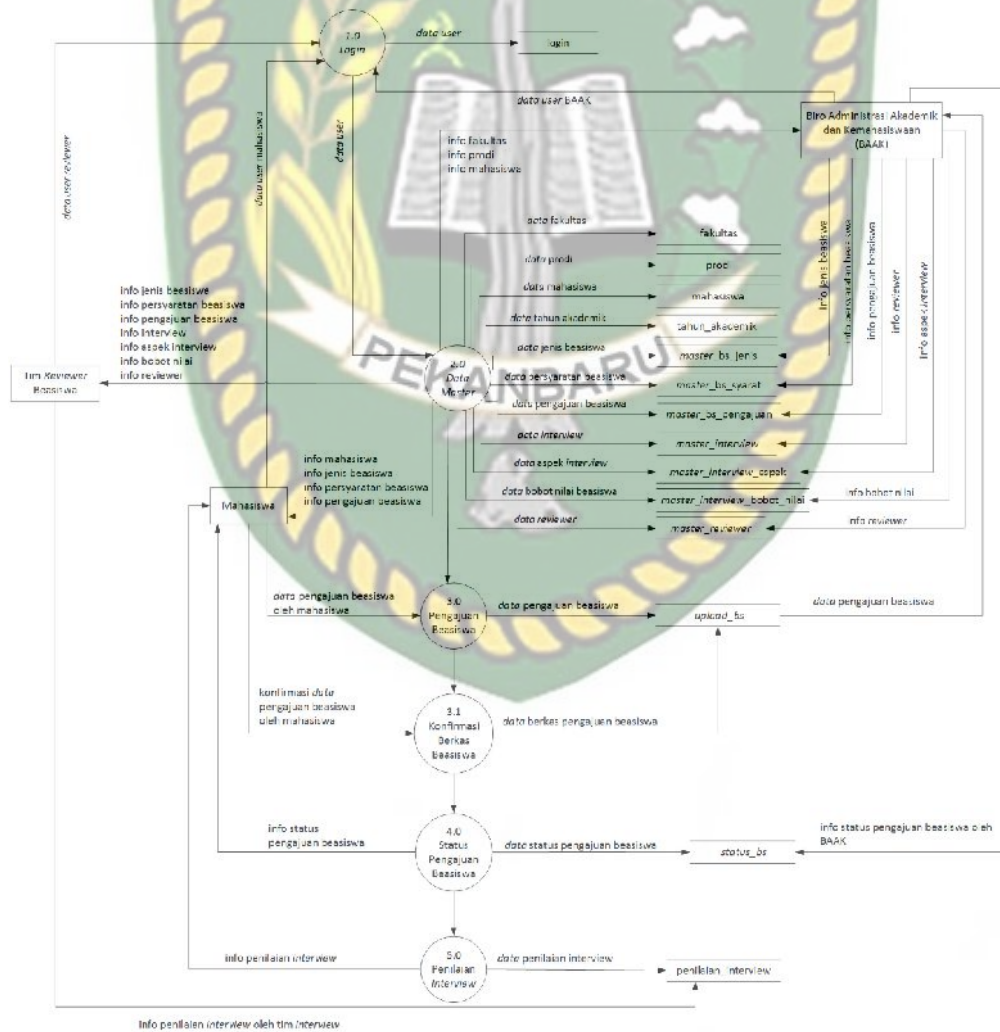 1.0
Login
data user
login
data user BAAK
Biro Administrasi Akademik
dan Kemahasiswaan
(BAAK)
data user reviewer
data user mahasiswa
data user
info fakultas
info prodi
info mahasiswa
data fakultas
fakultas
data prodi
prodi
data mahasiswa
mahasiswa
data tahun akademik
tahun_akademik
info jenis beasiswa
info persyaratan beasiswa
info pengajuan beasiswa
info reviewer
info aspek interview
info jenis beasiswa
info persyaratan beasiswa
info pengajuan beasiswa
info interview
info aspek interview
info bobot nilai
info reviewer
Tim Reviewer
Beasiswa
PEKANBARU
2.0
Data
Master
data jenis beasiswa
master_bs_jenis
data persyaratan beasiswa
master_bs_syarat
data pengajuan beasiswa
master_bs_pengajuan
data interview
master_interview
data aspek interview
master_interview_aspek
data bobot nilai beasiswa
master_interview_bobot_nilai
info bobot nilai
data reviewer
master_reviewer
info reviewer
info mahasiswa
info jenis beasiswa
info persyaratan beasiswa
info pengajuan beasiswa
Mahasiswa
data pengajuan beasiswa
oleh mahasiswa
3.0
Pengajuan
Beasiswa
data pengajuan beasiswa
upload_bs
data pengajuan beasiswa
konfirmasi data
pengajuan beasiswa
oleh mahasiswa
3.1
Konfirmasi
Berkas
Beasiswa
data berkas pengajuan beasiswa
info status
pengajuan beasiswa
4.0
Status
Pengajuan
Beasiswa
data status pengajuan beasiswa
status_bs
info status pengajuan beasiswa oleh
BAAK
info penilaian interview
5.0
Penilaian
Interview
data penilaian interview
penilaian_interview
info penilaian interview oleh tim interview